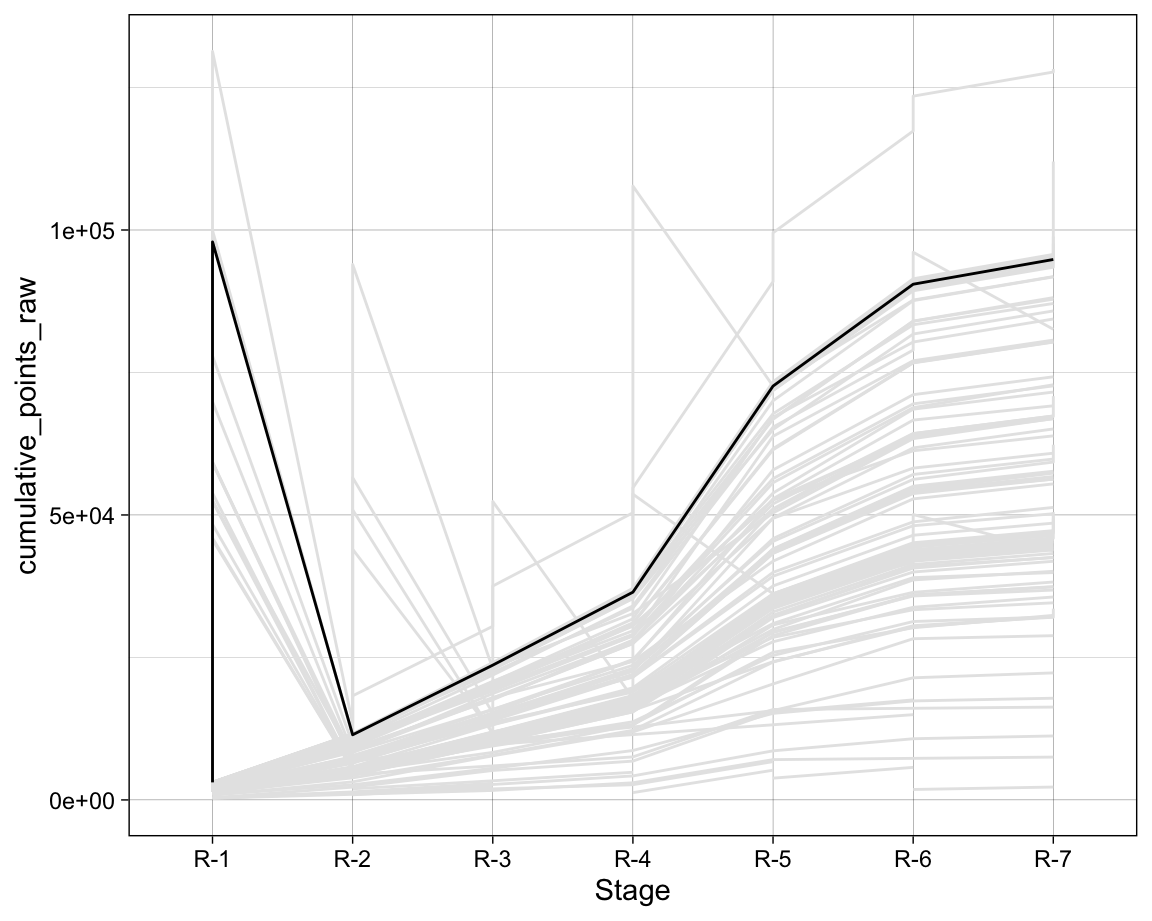 cumulative_points_raw
1e+05
5e+04
0e+00
R-1 R-2 R-3 R-4 R-5 R-6 R-7
Stage